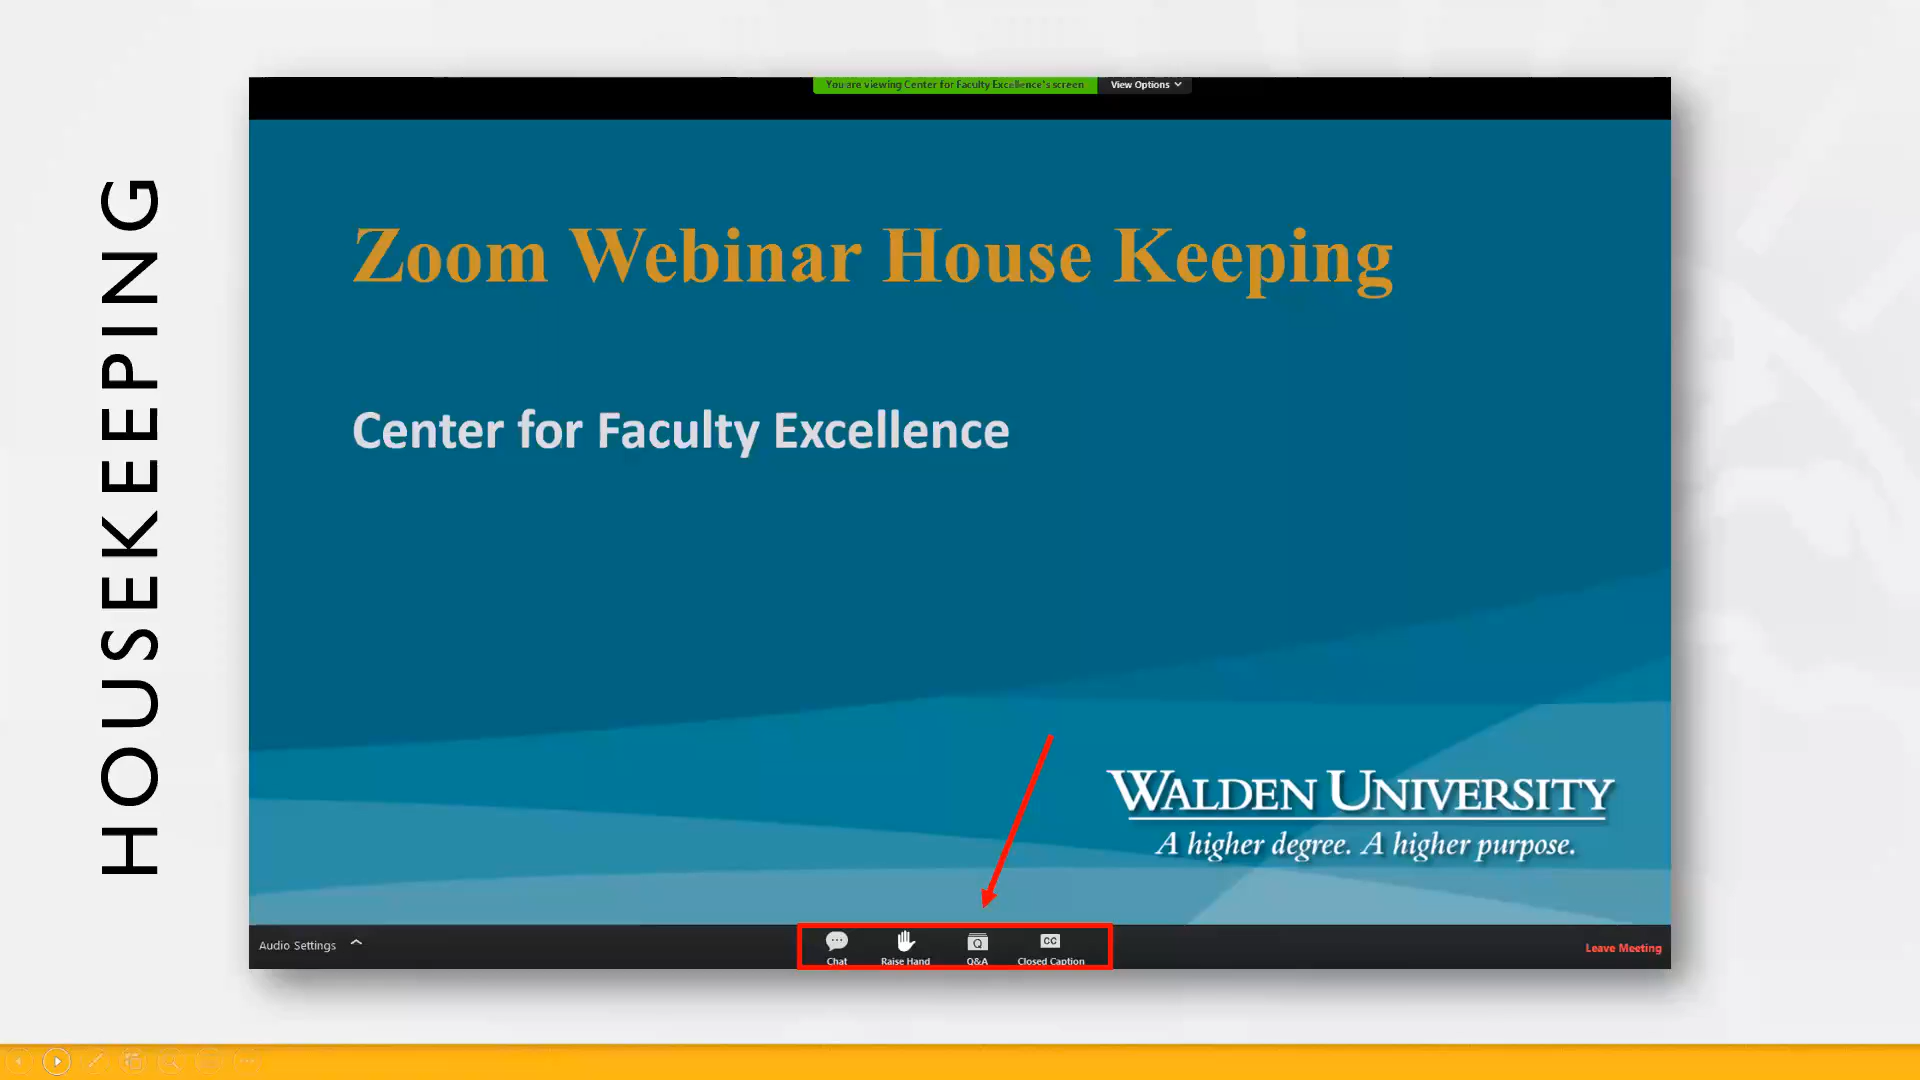 HOUSEKEEPING
You are viewing Center for Faculty Excellence's screen
View Options
Zoom Webinar House Keeping
Center for Faculty Excellence
WALDEN UNIVERSITY
A higher degree. A higher purpose.
Audio Settings
Chat
Raise Hand
Q
Q&A
CC
Closed Caption
Leave Meeting